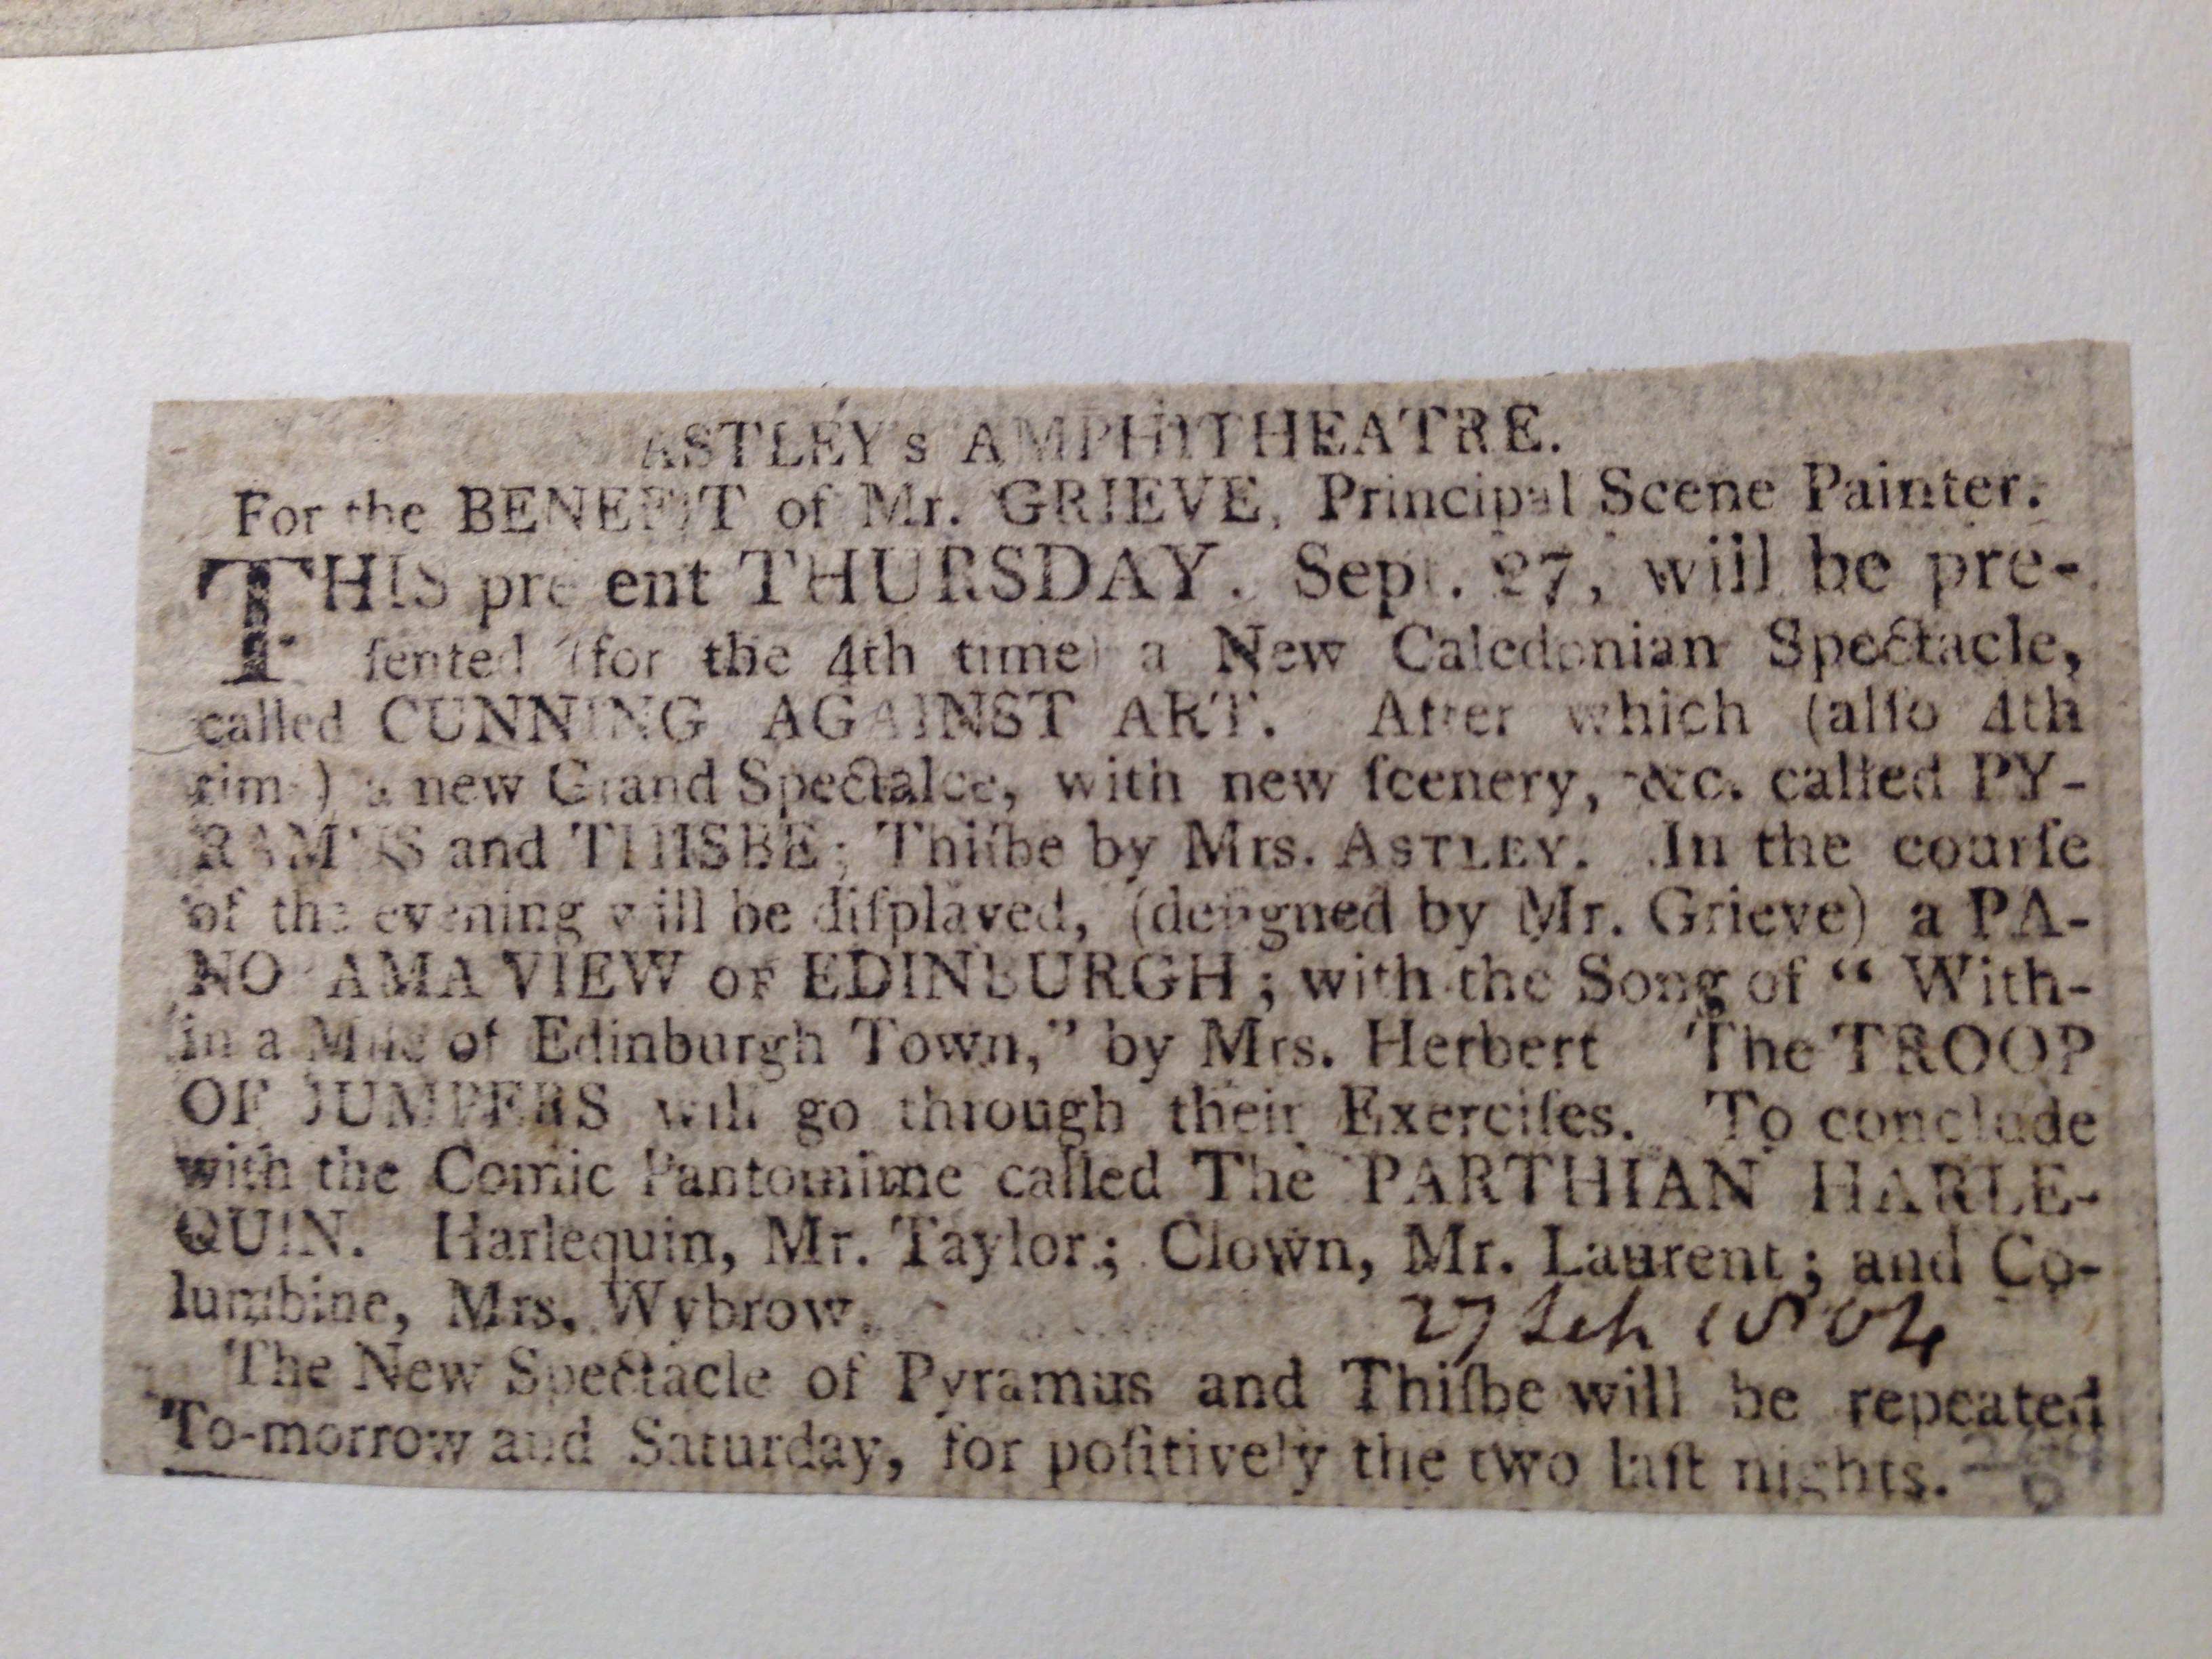 ASTLEY's AMPHITHEATRE.
For the BENEFIT of Mr. GRIEVE, Principal Scene Painter.
THIS pre ent THURSDAY. Sept. 27, will be pre-
ſented (for the 4th time) a New Caledonian Spectacle,
called CUNNING AGAINST ART. After which (alſo 4th
time) a new Grand Spectalce, with new ſcenery, &c. called PY-
RAMUS and THISBE; Thiſbe by Mrs. ASTLEY. In the courſe
of the evening will be diſplayed, (deſigned by Mr. Grieve) a PA-
NO AMA VIEW OF EDINBURGH; with the Song of "With-
in a Mile of Edinburgh Town," by Mrs. Herbert The TROOP
OF JUMPERS will go through their Exerciſes. To conclude
with the Comic Pantomime called The PARTHIAN HARLE-
QUIN. Harlequin, Mr. Taylor; Clown, Mr. Laurent; and Co-
lumbine, Mrs. Wybrow.
27 1804
The New Spectacle of Pyramus and Thiſbe will be repeated
To-morrow and Saturday, for poſitively the two laſt nights.